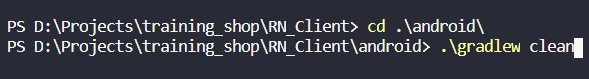 PS D:\Projects\training_shop\RN_Client> cd .\android\
PS D:\Projects\training_shop\RN_Client\android> .\gradlew clean